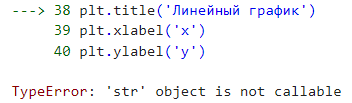 ---> 38 plt.title('Линейный график')
39 plt.xlabel('x')
40 plt.ylabel('y')
TypeError: 'str' object is not callable